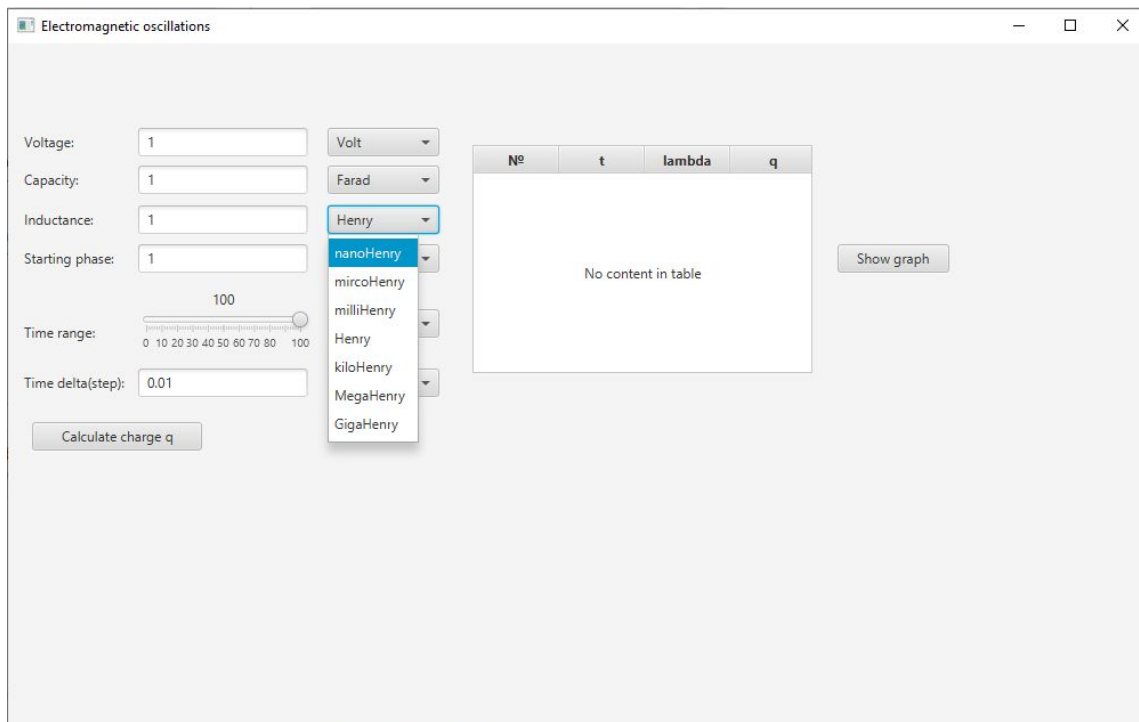 Electromagnetic oscillations
Voltage: 1 Volt
Capacity: 1 Farad
Inductance: 1 Henry
Starting phase: 1
Time range: 100
0 10 20 30 40 50 60 70 80 100
Time delta(step): 0.01
Calculate charge q
nanoHenry
mircoHenry
milliHenry
Henry
kiloHenry
MegaHenry
GigaHenry
№ t lambda q
No content in table
Show graph